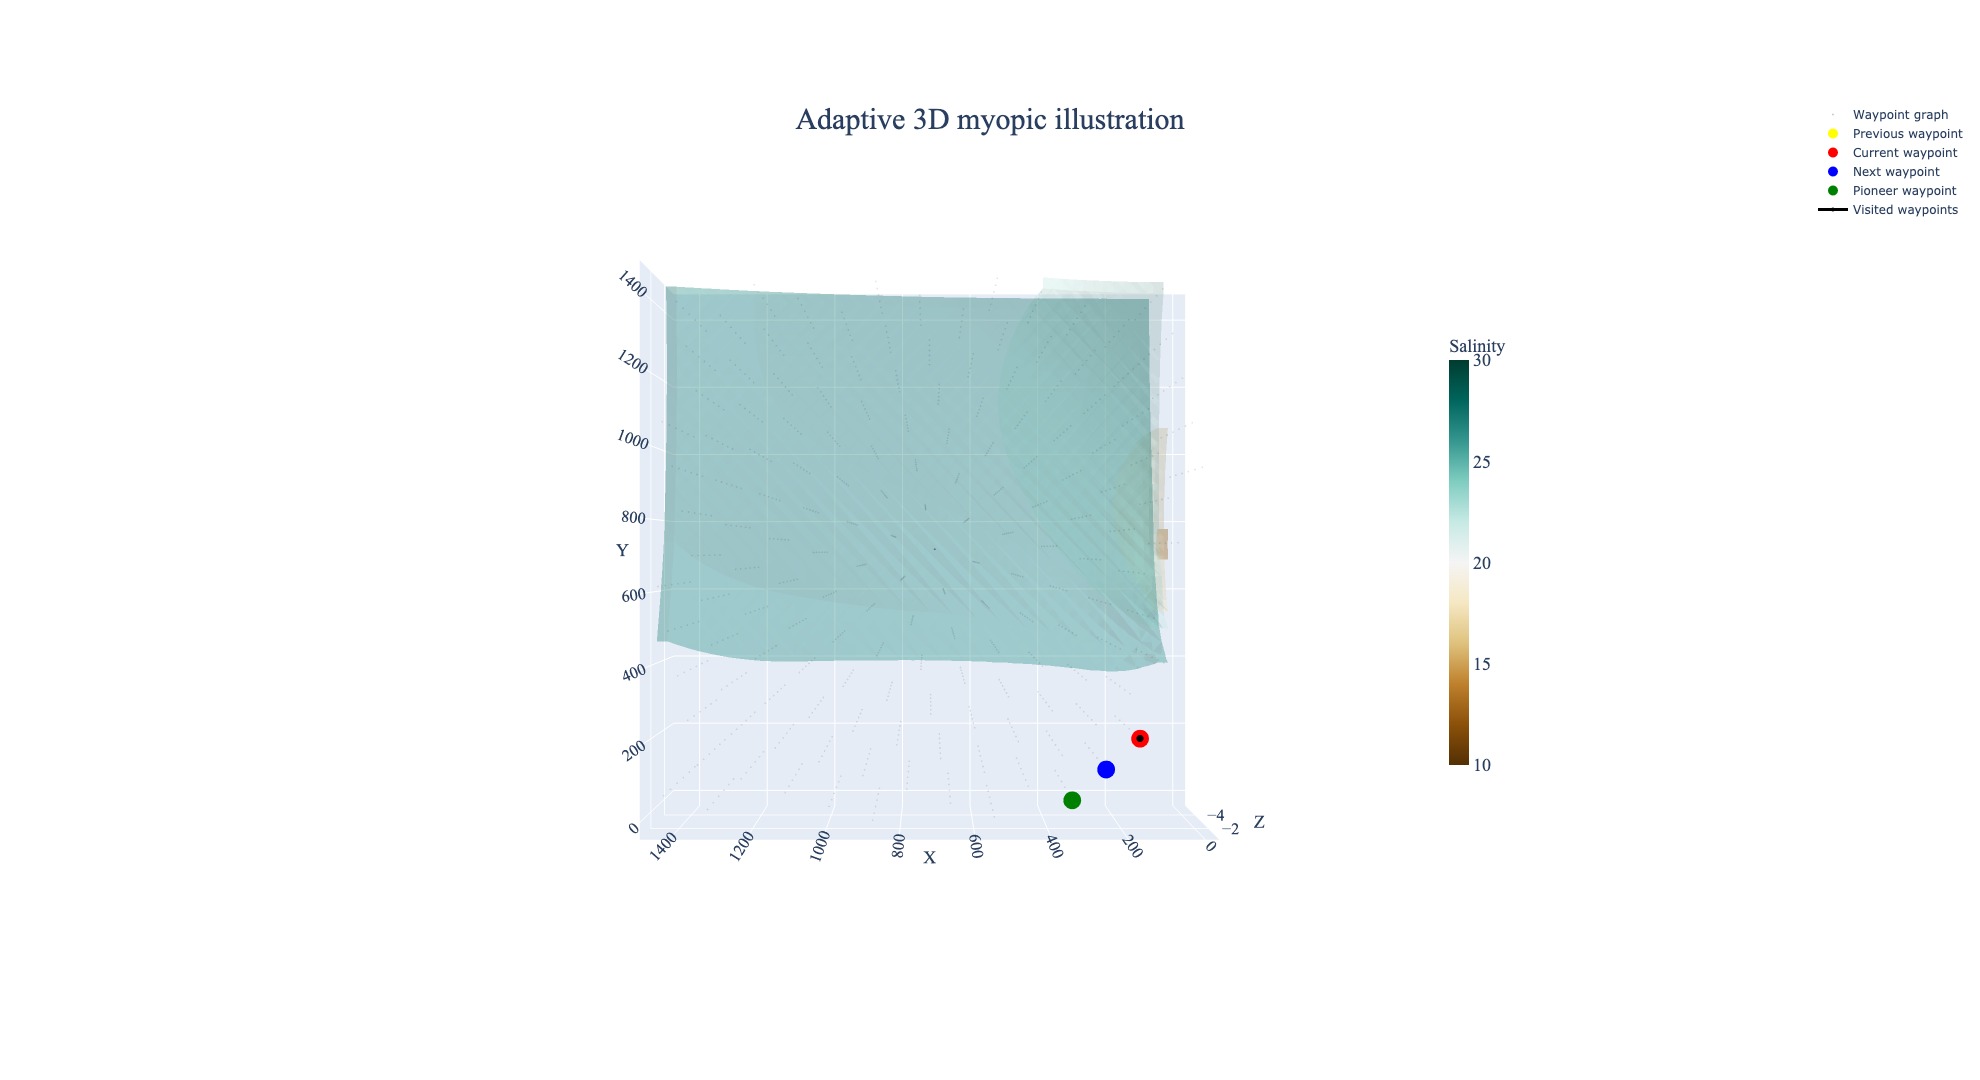 Adaptive 3D myopic illustration
Waypoint graph
Previous waypoint
Current waypoint
Next waypoint
Pioneer waypoint
Visited waypoints
Salinity
30
25
20
15
10
1400
1200
1000
800
Y
600
400
200
0
1400
1200
1000
800
X
600
400
200
0
−2
−4
Z